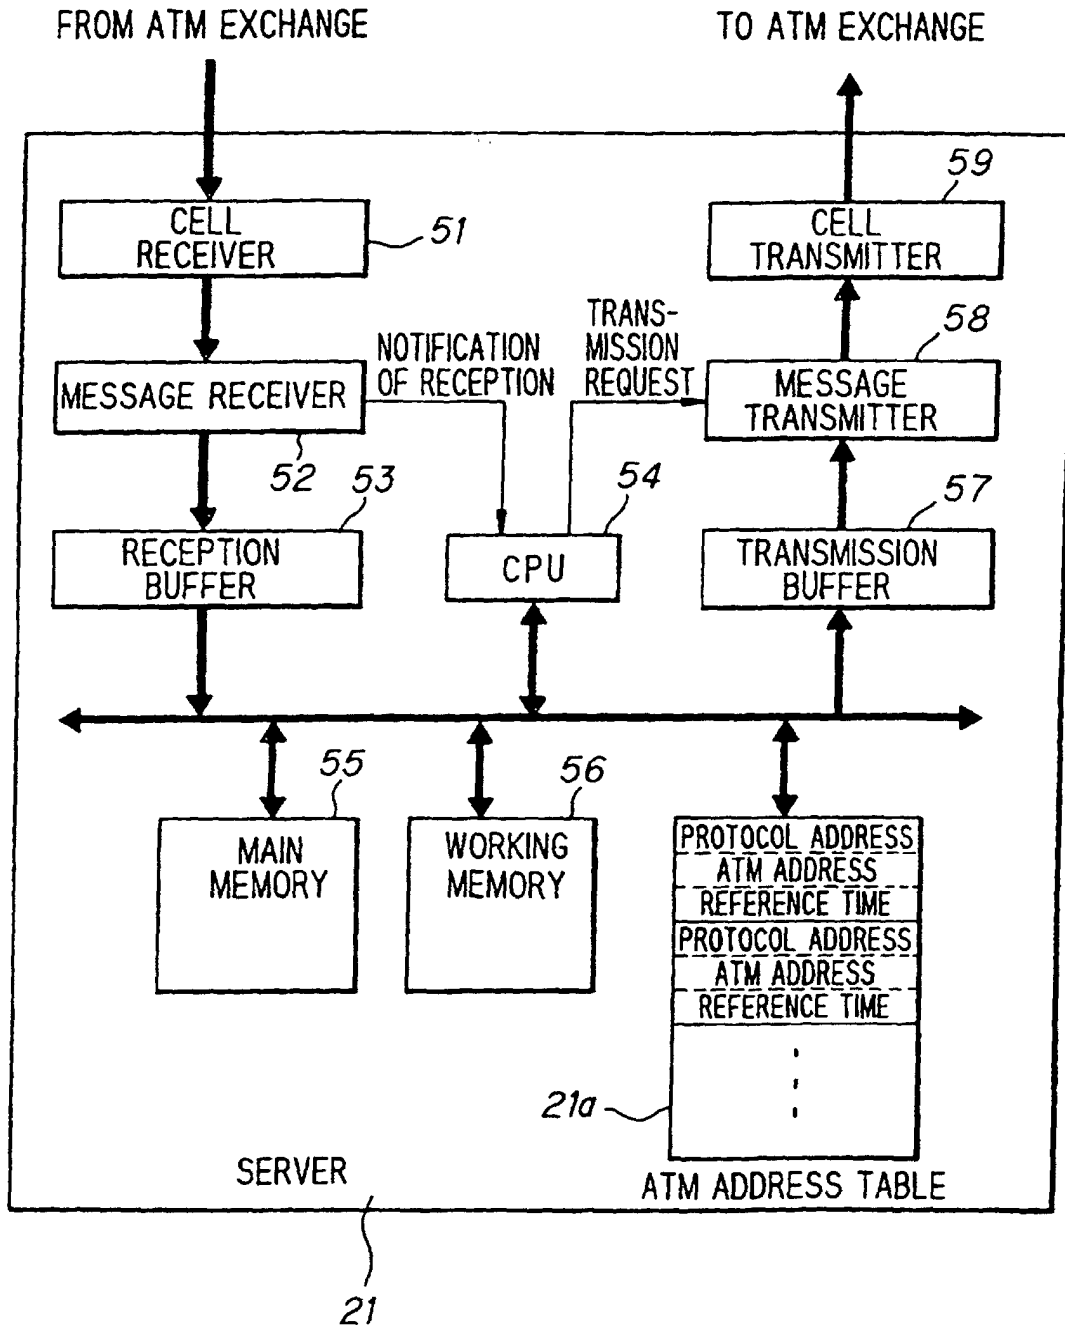 FROM ATM EXCHANGE
TO ATM EXCHANGE
CELL
RECEIVER
51
59
CELL
TRANSMITTER
MESSAGE RECEIVER
52
NOTIFICATION
OF RECEPTION
TRANS-
MISSION
REQUEST
58
MESSAGE
TRANSMITTER
53
RECEPTION
BUFFER
54
CPU
57
TRANSMISSION
BUFFER
55
MAIN
MEMORY
56
WORKING
MEMORY
PROTOCOL ADDRESS
ATM ADDRESS
REFERENCE TIME
PROTOCOL ADDRESS
ATM ADDRESS
REFERENCE TIME
21a
SERVER
ATM ADDRESS TABLE
21